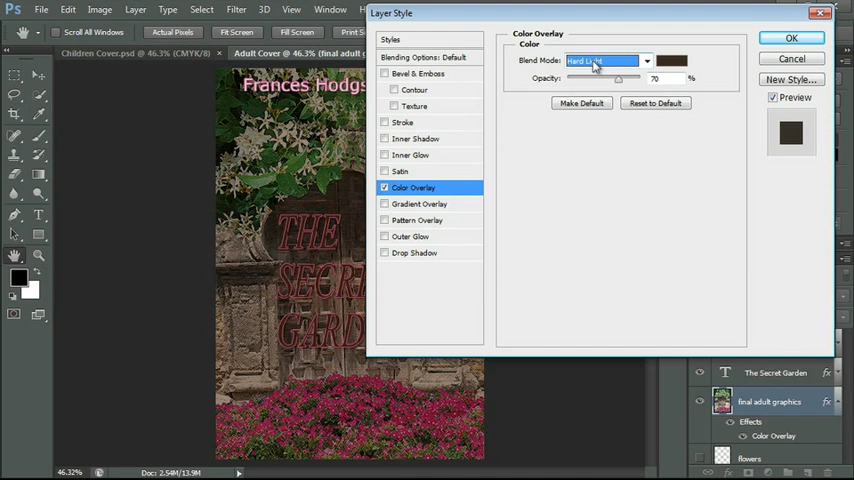 Ps
File Edit Image Layer Type Select Filter 3D View Window
Layer Style
Scroll All Windows Actual Pixels Fit Screen Fill Screen Print S
Children Cover.psd @ 46.3% (CMYK/8) × Adult Cover @ 46.3% (final adult g
Frances Hodgs
THE
SECRE
GARD
Styles
Blending Options: Default
Bevel & Emboss
Contour
Texture
Stroke
Inner Shadow
Inner Glow
Satin
Color Overlay
Gradient Overlay
Pattern Overlay
Outer Glow
Drop Shadow
Color Overlay
Color
Blend Mode: Hard Light
Opacity: 70 %
Make Default Reset to Default
OK
Cancel
New Style...
Preview
T The Secret Garden fx
final adult graphics fx
Effects
Color Overlay
flowers
46.32% Doc: 2.54M/13.9M